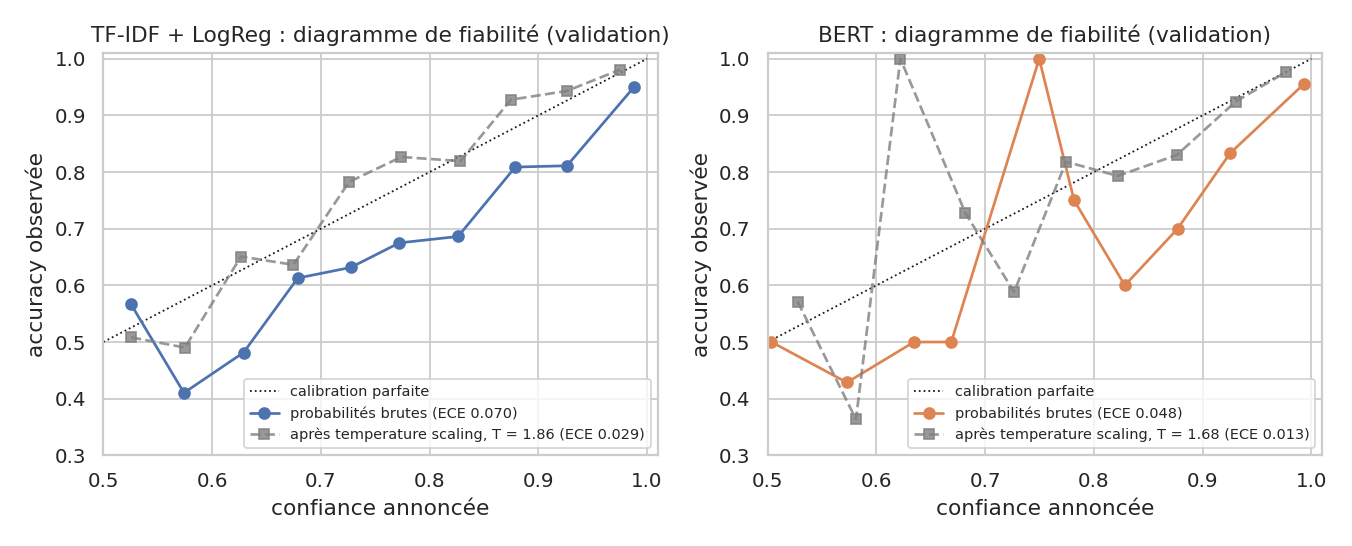 TF-IDF + LogReg : diagramme de fiabilité (validation)
1.0
0.9
0.8
0.7
0.6
0.5
0.4
0.3
accuracy observée
calibration parfaite
probabilités brutes (ECE 0.070)
après temperature scaling, T = 1.86 (ECE 0.029)
0.5 0.6 0.7 0.8 0.9 1.0
confiance annoncée
BERT : diagramme de fiabilité (validation)
1.0
0.9
0.8
0.7
0.6
0.5
0.4
0.3
accuracy observée
calibration parfaite
probabilités brutes (ECE 0.048)
après temperature scaling, T = 1.68 (ECE 0.013)
0.5 0.6 0.7 0.8 0.9 1.0
confiance annoncée